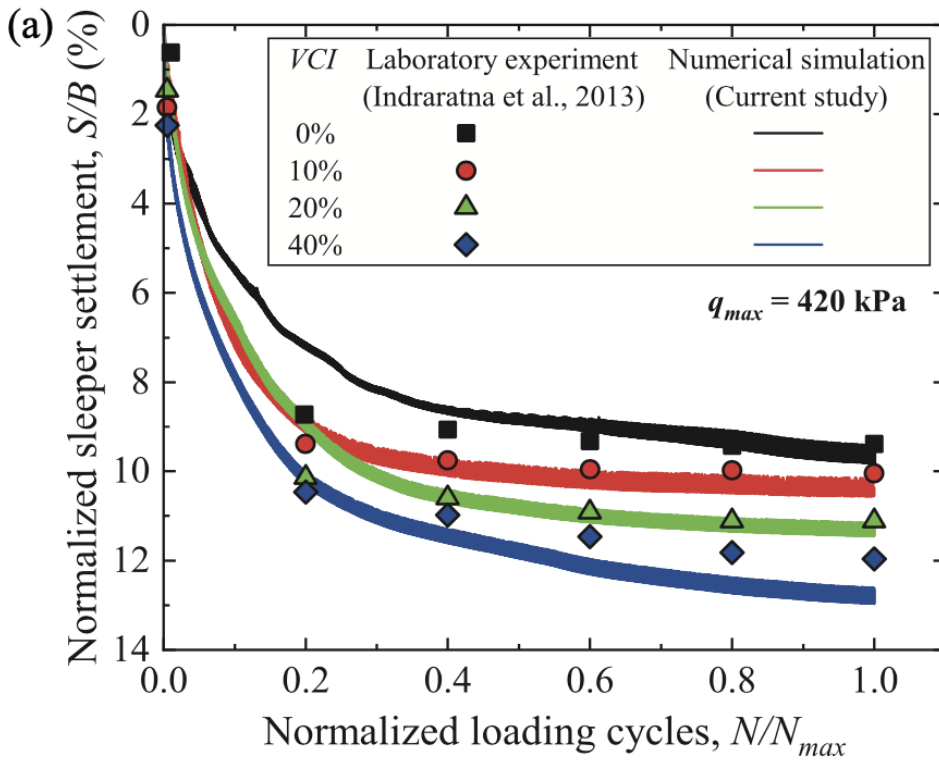 (a)
Normalized sleeper settlement, S/B (%)
0
2
4
6
8
10
12
14
VCI Laboratory experiment Numerical simulation
(Indraratna et al., 2013) (Current study)
0%
10%
20%
40%
q_max = 420 kPa
0.0 0.2 0.4 0.6 0.8 1.0
Normalized loading cycles, N/N_max